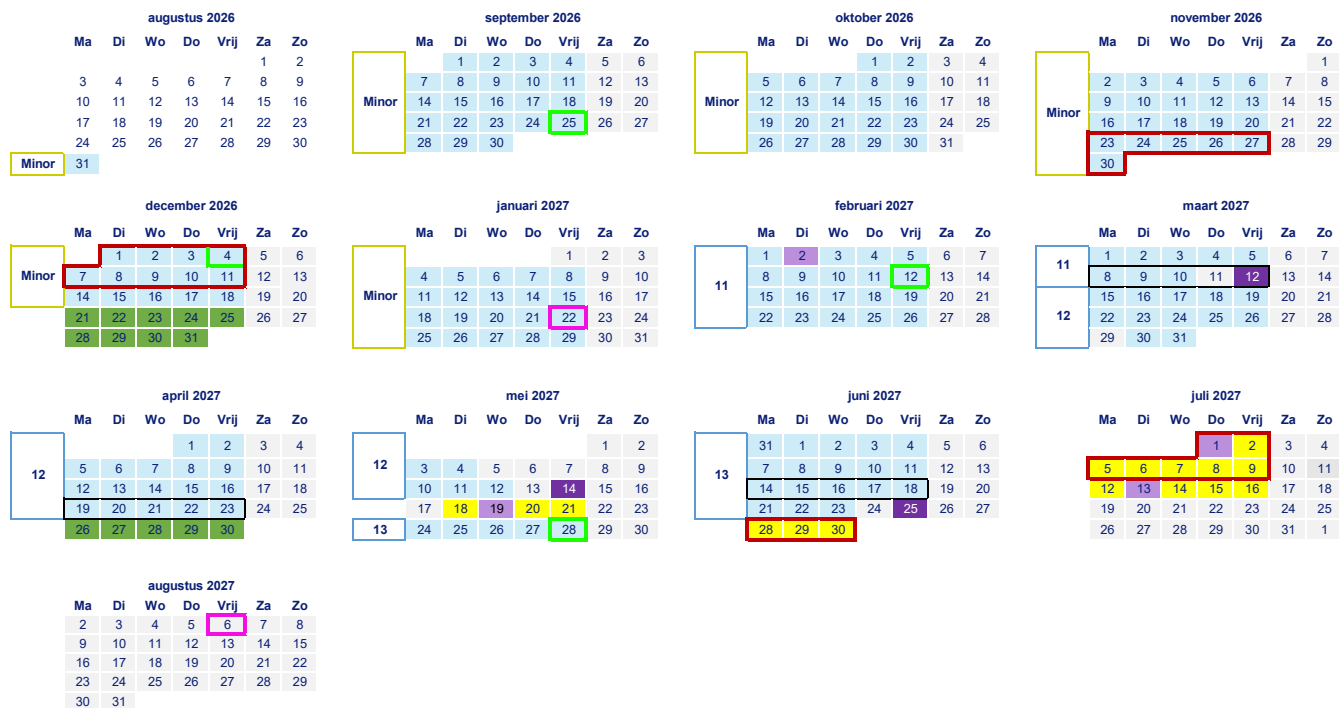 augustus 2026
Ma Di Wo Do Vrij Za Zo
1 2
3 4 5 6 7 8 9
10 11 12 13 14 15 16
17 18 19 20 21 22 23
24 25 26 27 28 29 30
Minor 31
september 2026
Ma Di Wo Do Vrij Za Zo
1 2 3 4 5 6
7 8 9 10 11 12 13
Minor 14 15 16 17 18 19 20
21 22 23 24 25 26 27
28 29 30
oktober 2026
Ma Di Wo Do Vrij Za Zo
1 2 3 4
5 6 7 8 9 10 11
Minor 12 13 14 15 16 17 18
19 20 21 22 23 24 25
26 27 28 29 30 31
november 2026
Ma Di Wo Do Vrij Za Zo
1
2 3 4 5 6 7 8
9 10 11 12 13 14 15
Minor 16 17 18 19 20 21 22
23 24 25 26 27 28 29
30
december 2026
Ma Di Wo Do Vrij Za Zo
1 2 3 4 5 6
Minor 7 8 9 10 11 12 13
14 15 16 17 18 19 20
21 22 23 24 25 26 27
28 29 30 31
januari 2027
Ma Di Wo Do Vrij Za Zo
1 2 3
4 5 6 7 8 9 10
Minor 11 12 13 14 15 16 17
18 19 20 21 22 23 24
25 26 27 28 29 30 31
februari 2027
Ma Di Wo Do Vrij Za Zo
1 2 3 4 5 6 7
11 8 9 10 11 12 13 14
15 16 17 18 19 20 21
22 23 24 25 26 27 28
maart 2027
Ma Di Wo Do Vrij Za Zo
11 1 2 3 4 5 6 7
8 9 10 11 12 13 14
15 16 17 18 19 20 21
12 22 23 24 25 26 27 28
29 30 31
april 2027
Ma Di Wo Do Vrij Za Zo
1 2 3 4
12 5 6 7 8 9 10 11
12 13 14 15 16 17 18
19 20 21 22 23 24 25
26 27 28 29 30
mei 2027
Ma Di Wo Do Vrij Za Zo
1 2
12 3 4 5 6 7 8 9
10 11 12 13 14 15 16
17 18 19 20 21 22 23
13 24 25 26 27 28 29 30
juni 2027
Ma Di Wo Do Vrij Za Zo
31 1 2 3 4 5 6
13 7 8 9 10 11 12 13
14 15 16 17 18 19 20
21 22 23 24 25 26 27
28 29 30
juli 2027
Ma Di Wo Do Vrij Za Zo
1 2 3 4
5 6 7 8 9 10 11
12 13 14 15 16 17 18
19 20 21 22 23 24 25
26 27 28 29 30 31 1
augustus 2027
Ma Di Wo Do Vrij Za Zo
2 3 4 5 6 7 8
9 10 11 12 13 14 15
16 17 18 19 20 21 22
23 24 25 26 27 28 29
30 31